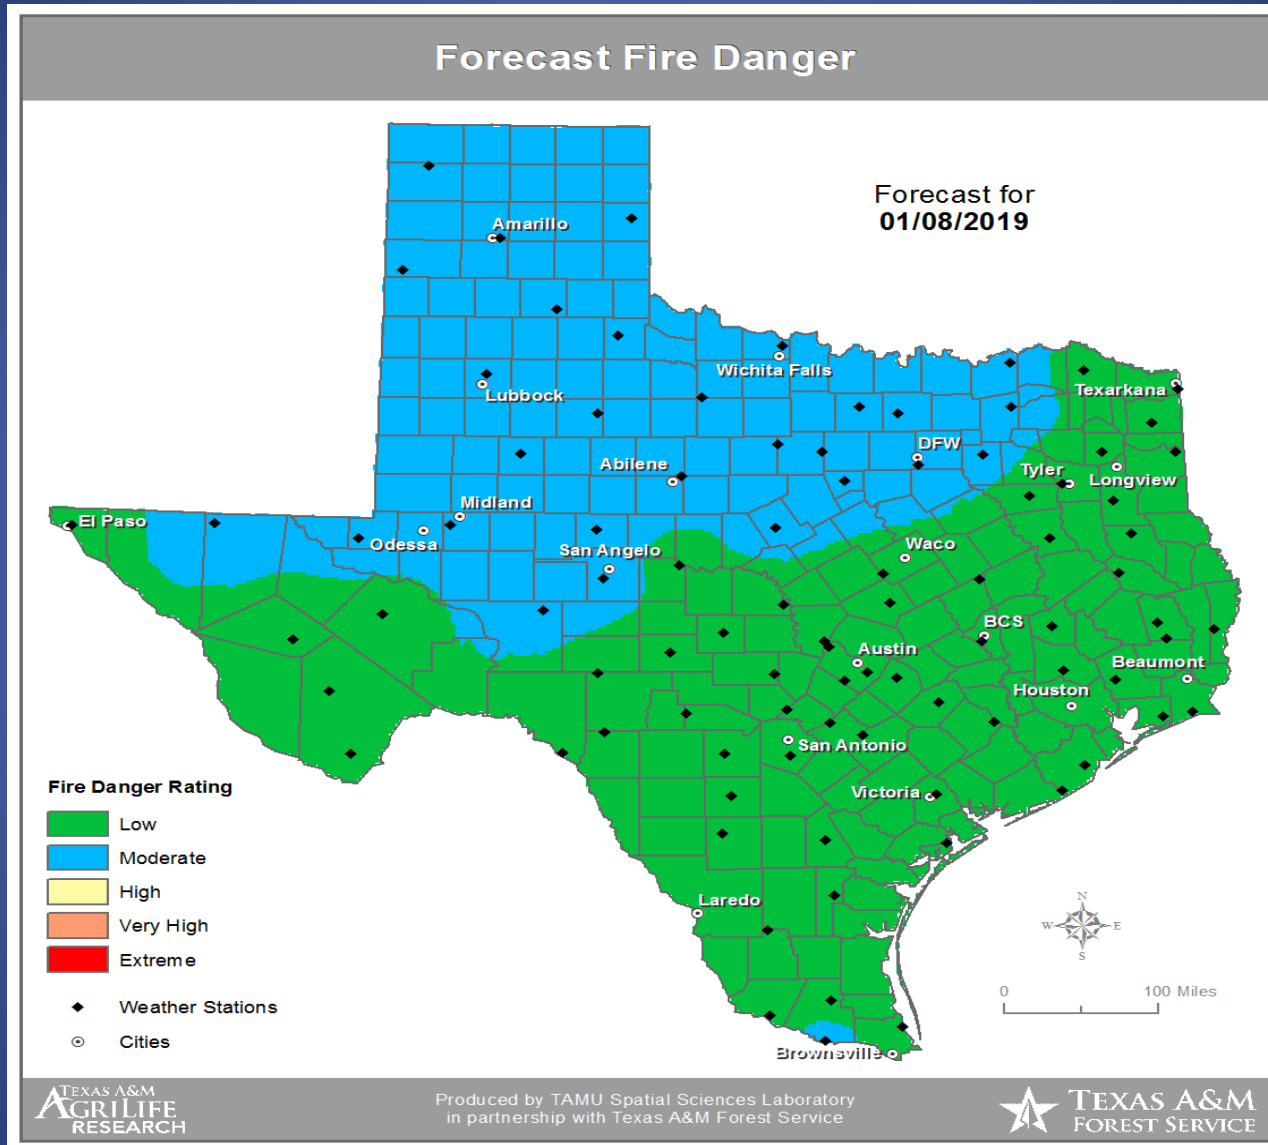 Forecast Fire Danger
Forecast for
01/08/2019
Amarillo
Wichita Falls
Lubbock
Texarkana
DFW
Abilene
Tyler
Longview
Midland
El Paso
Odessa
San Angelo
Waco
BCS
Austin
Beaumont
Houston
San Antonio
Victoria
Laredo
Brownsville
Fire Danger Rating
Low
Moderate
High
Very High
Extreme
Weather Stations
Cities
N
W E
S
0 100 Miles
TEXAS A&M
AGRILIFE
RESEARCH
Produced by TAMU Spatial Sciences Laboratory
in partnership with Texas A&M Forest Service
TEXAS A&M
FOREST SERVICE